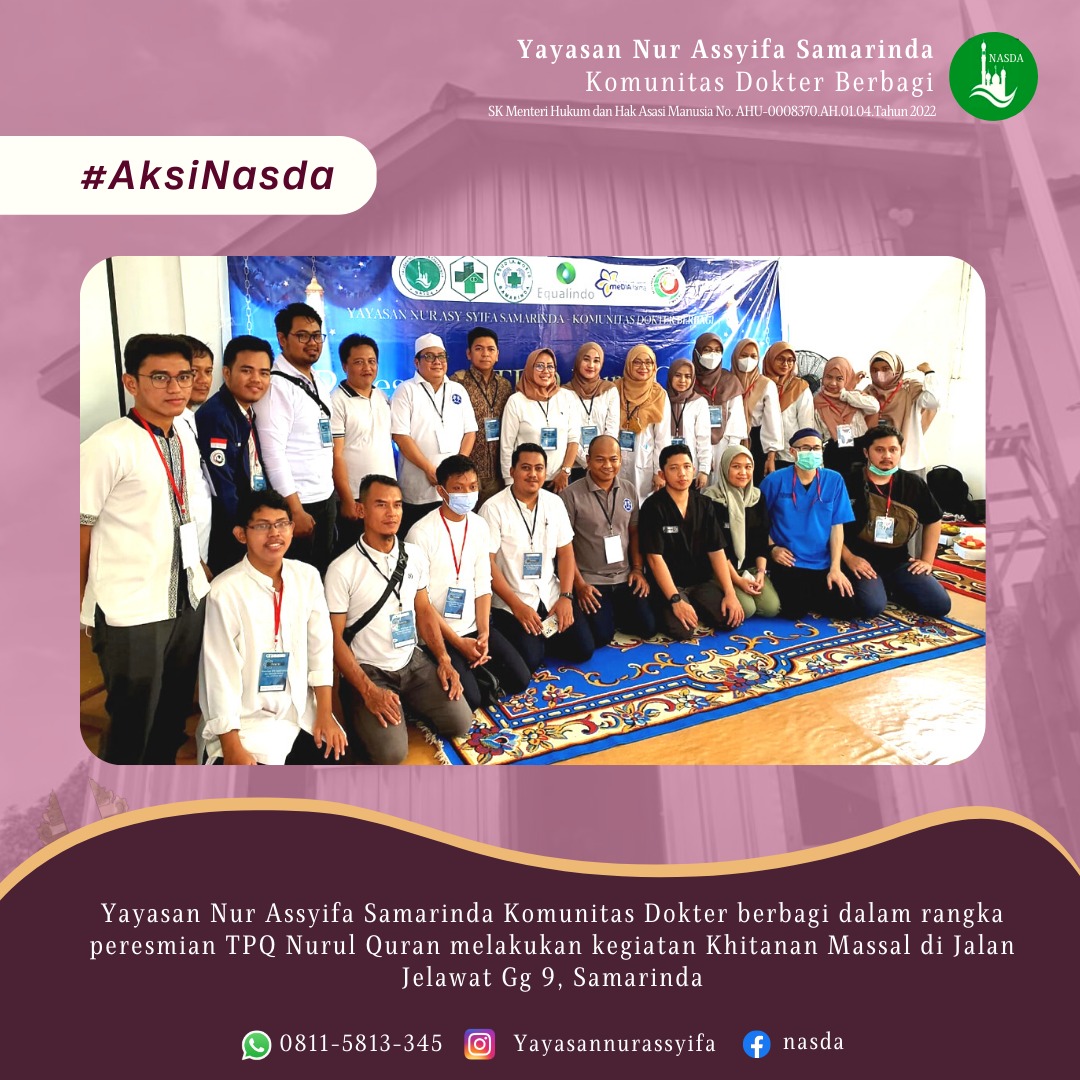 Yayasan Nur Assyifa Samarinda
Komunitas Dokter Berbagi
SK Menteri Hukum dan Hak Asasi Manusia No. AHU-0008370.AH.01.04.Tahun 2022
NASDA
#AksiNasda
Equalindo
YAYASAN NUR ASY SYIFA SAMARINDA - KOMUNITAS DOKTER BERBAGI
Yayasan Nur Assyifa Samarinda Komunitas Dokter berbagi dalam rangka
peresmian TPQ Nurul Quran melakukan kegiatan Khitanan Massal di Jalan
Jelawat Gg 9, Samarinda
0811-5813-345 Yayasannurassyifa nasda